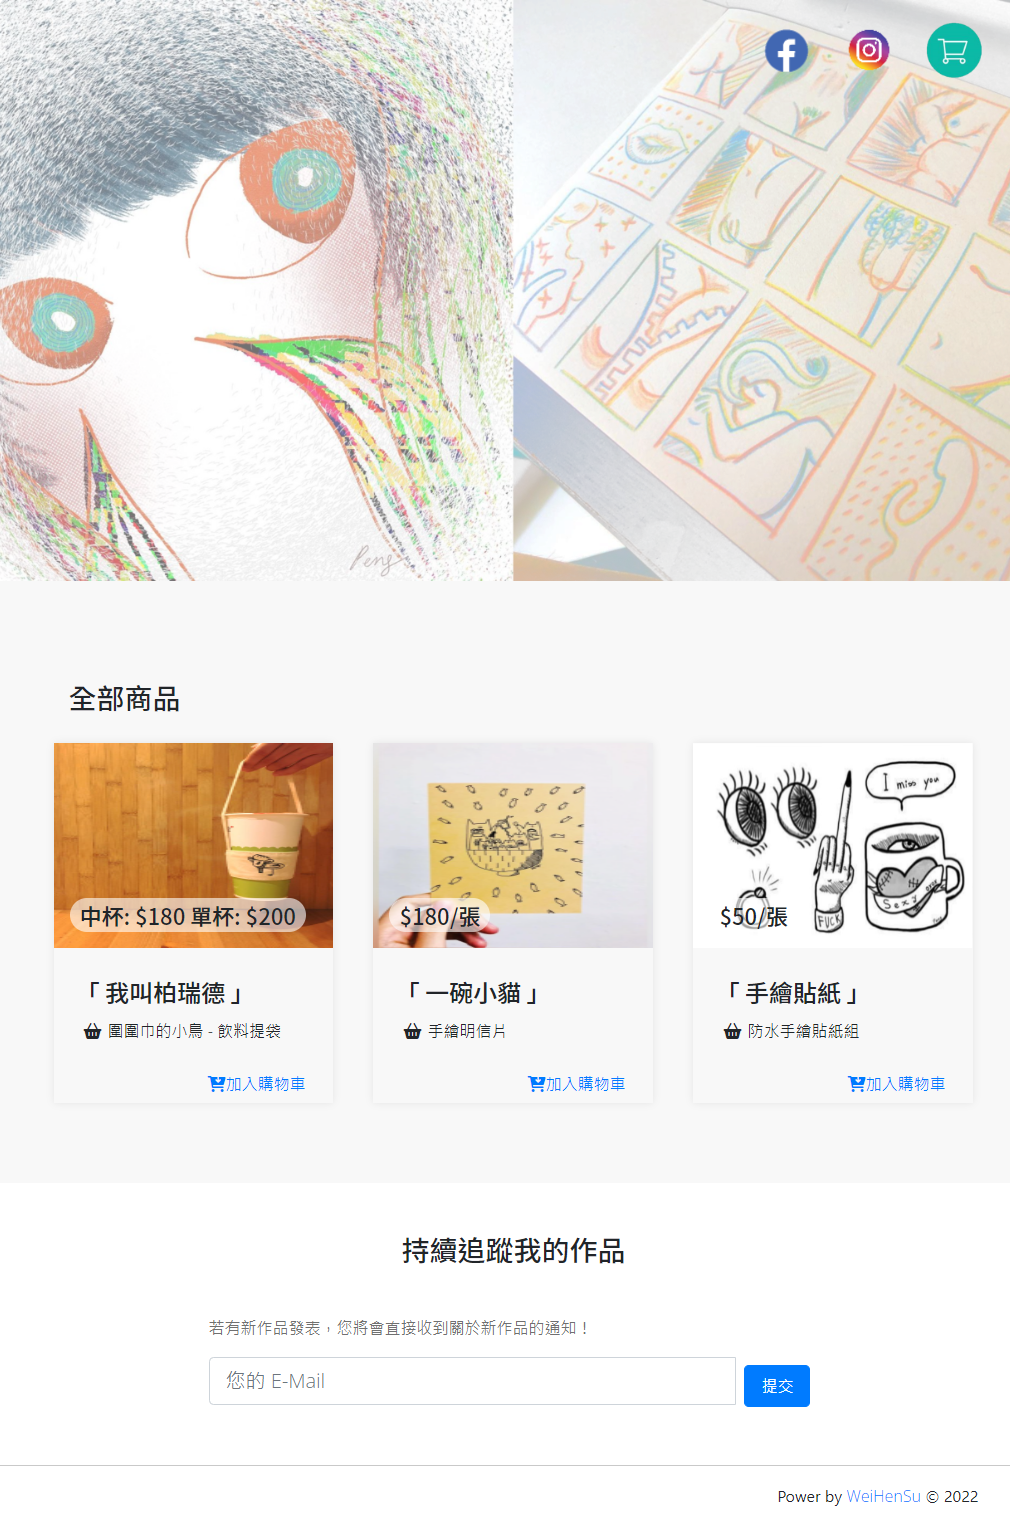 Peng
全部商品
I miss you
FUCK
Sexy
中杯: $180 單杯: $200
$180/張
$50/張
「 我叫柏瑞德 」
「 一碗小貓 」
「 手繪貼紙 」
圍圍巾的小鳥 - 飲料提袋
手繪明信片
防水手繪貼紙組
加入購物車
加入購物車
加入購物車
持續追蹤我的作品
若有新作品發表，您將會直接收到關於新作品的通知！
您的 E-Mail
提交
Power by WeiHenSu © 2022